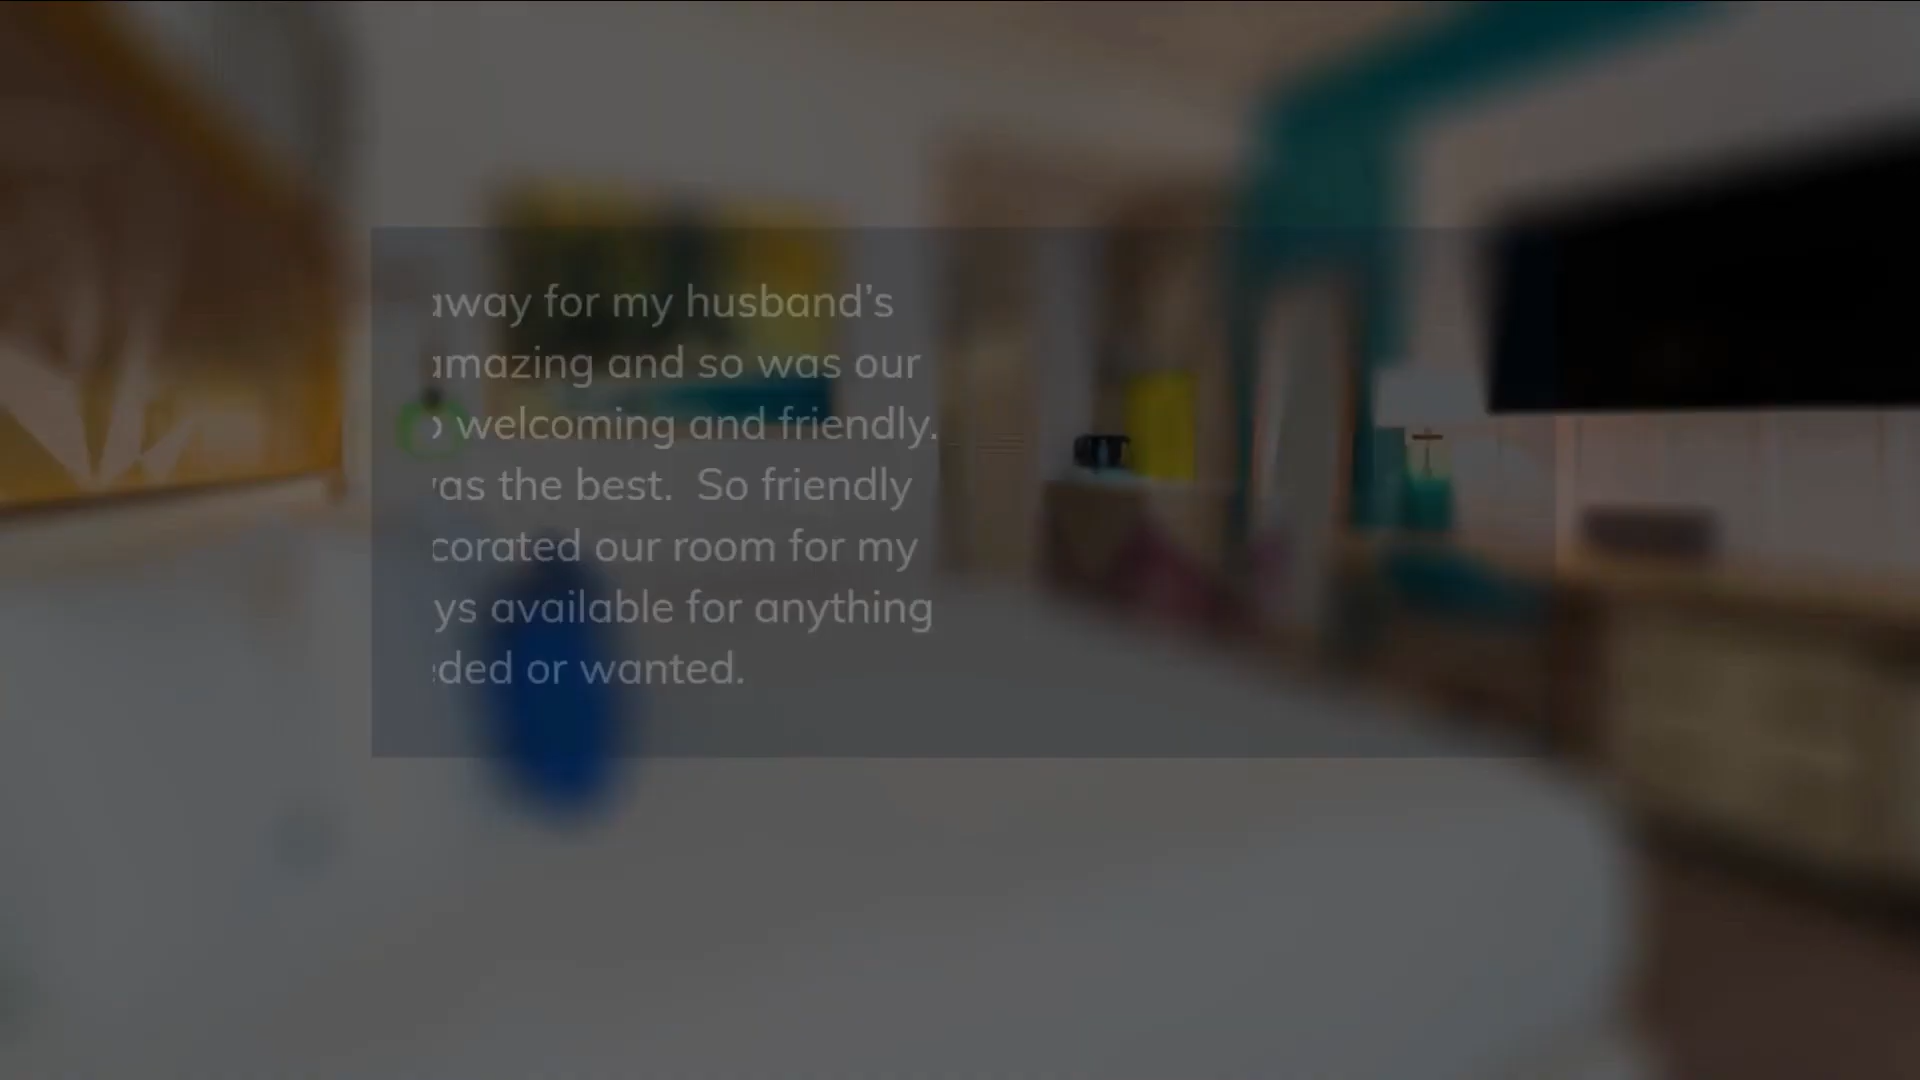 for my husband's
and so was our
welcoming and friendly.
the best. So friendly
our room for my
available for anything
or wanted.